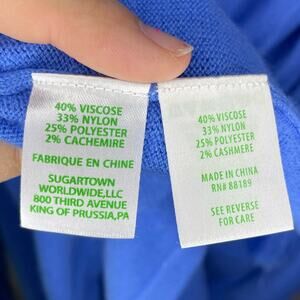 40% VISCOSE
33% NYLON
25% POLYESTER
2% CACHEMIRE
FABRIQUE EN CHINE
SUGARTOWN
WORLDWIDE,LLC
800 THIRD AVENUE
KING OF PRUSSIA,PA
40% VISCOSE
33% NYLON
25% POLYESTER
2% CASHMERE
MADE IN CHINA
RN# 88189
SEE REVERSE
FOR CARE